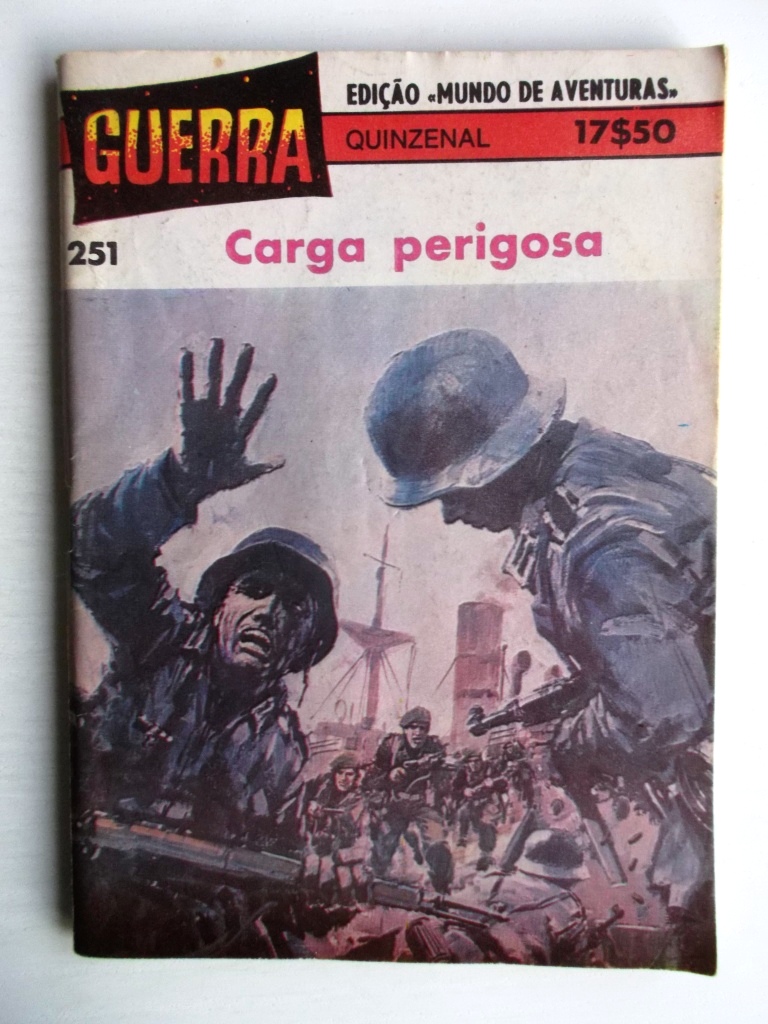 EDIÇÃO «MUNDO DE AVENTURAS»
GUERRA
QUINZENAL 17$50
251
Carga perigosa